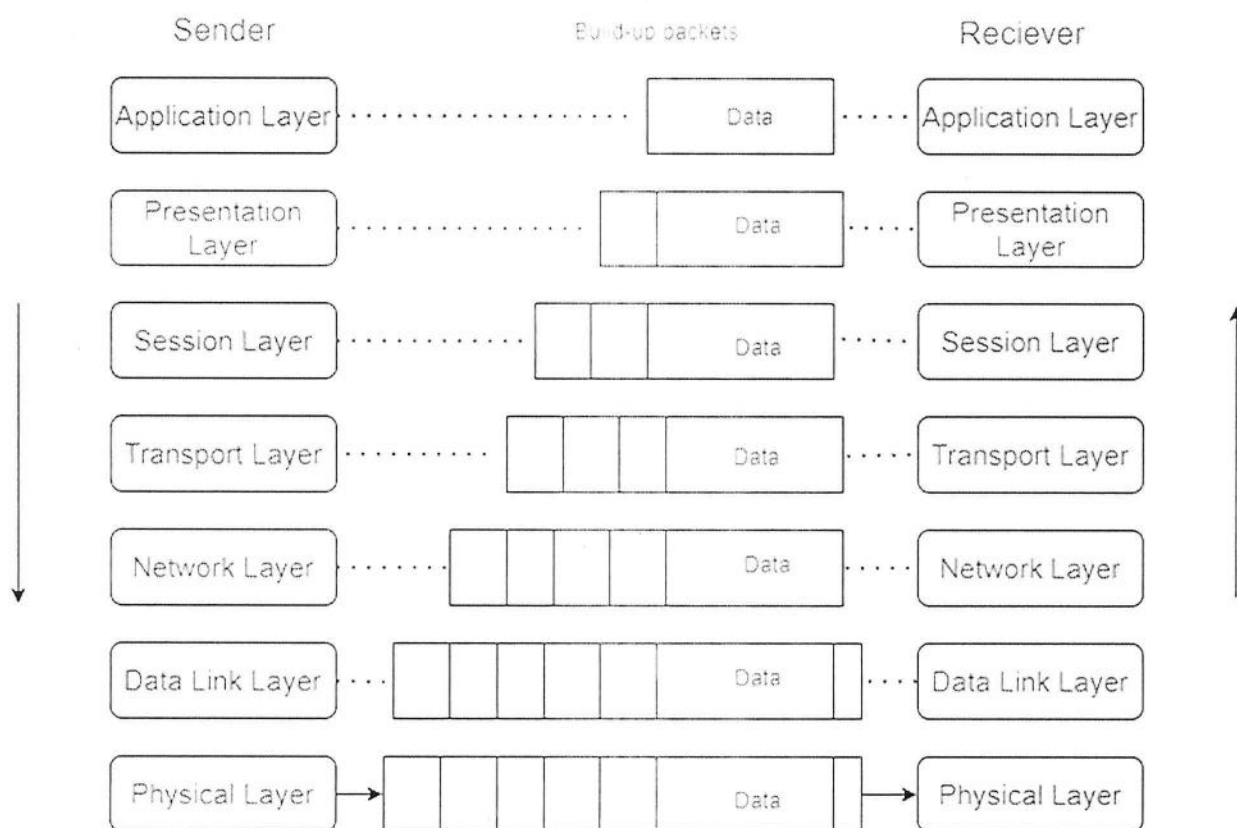 Sender Build-up packets Reciever
Application Layer Data Application Layer
Presentation
Layer
Data
Presentation
Layer
Session Layer Data Session Layer
Transport Layer Data Transport Layer
Network Layer Data Network Layer
Data Link Layer Data Data Link Layer
Physical Layer Data Physical Layer